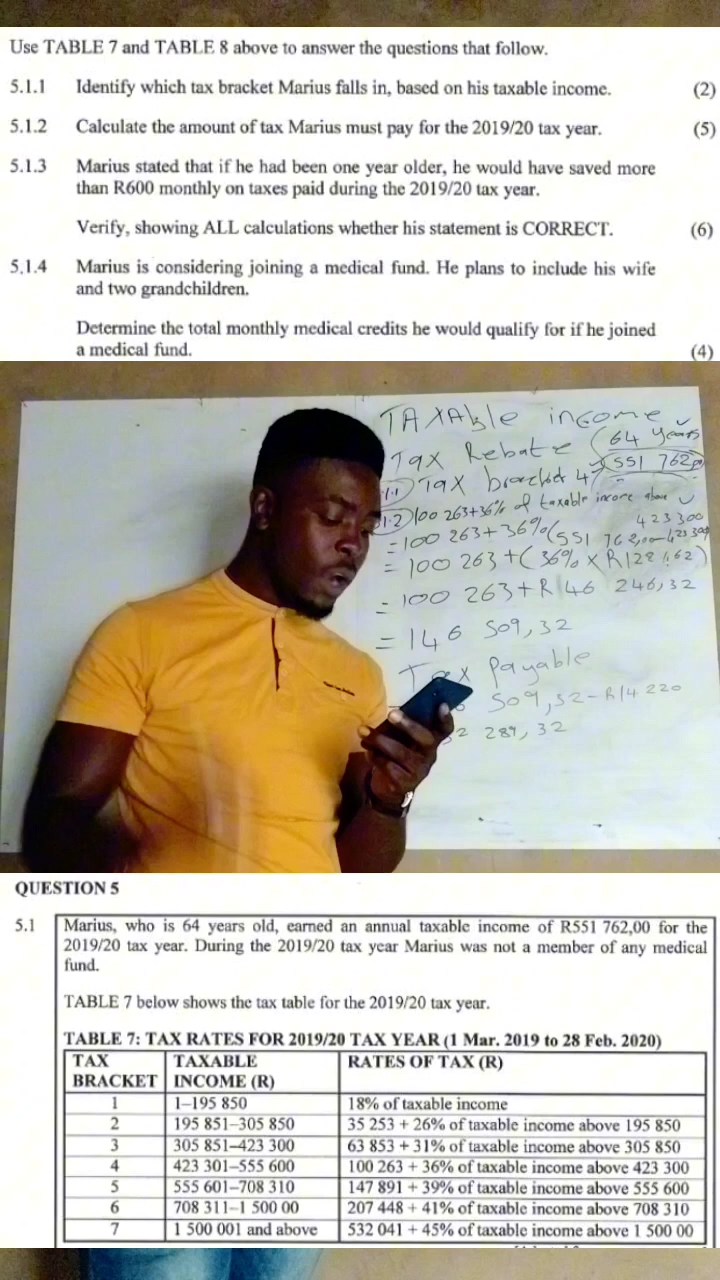 Use TABLE 7 and TABLE 8 above to answer the questions that follow.
5.1.1 Identify which tax bracket Marius falls in, based on his taxable income. (2)
5.1.2 Calculate the amount of tax Marius must pay for the 2019/20 tax year. (5)
5.1.3 Marius stated that if he had been one year older, he would have saved more
than R600 monthly on taxes paid during the 2019/20 tax year.
Verify, showing ALL calculations whether his statement is CORRECT. (6)
5.1.4 Marius is considering joining a medical fund. He plans to include his wife
and two grandchildren.
Determine the total monthly medical credits he would qualify for if he joined
a medical fund. (4)
TAXAble income
Tax Rebate 64 years
1.1 Tax bracket 4 551 762
1.2 100 263+36% of taxable income above 423 300
=100 263+36%(551 762,00-423 300
= 100 263+(36% x R128 462)
= 100 263+R 46 246,32
= 146 509,32
Tax Payable
509,32-R14 220
289,32
QUESTION 5
5.1 Marius, who is 64 years old, earned an annual taxable income of R551 762,00 for the
2019/20 tax year. During the 2019/20 tax year Marius was not a member of any medical
fund.
TABLE 7 below shows the tax table for the 2019/20 tax year.
TABLE 7: TAX RATES FOR 2019/20 TAX YEAR (1 Mar. 2019 to 28 Feb. 2020)
TAX BRACKET TAXABLE INCOME (R) RATES OF TAX (R)
1 1–195 850 18% of taxable income
2 195 851–305 850 35 253 + 26% of taxable income above 195 850
3 305 851–423 300 63 853 + 31% of taxable income above 305 850
4 423 301–555 600 100 263 + 36% of taxable income above 423 300
5 555 601–708 310 147 891 + 39% of taxable income above 555 600
6 708 311–1 500 00 207 448 + 41% of taxable income above 708 310
7 1 500 001 and above 532 041 + 45% of taxable income above 1 500 00